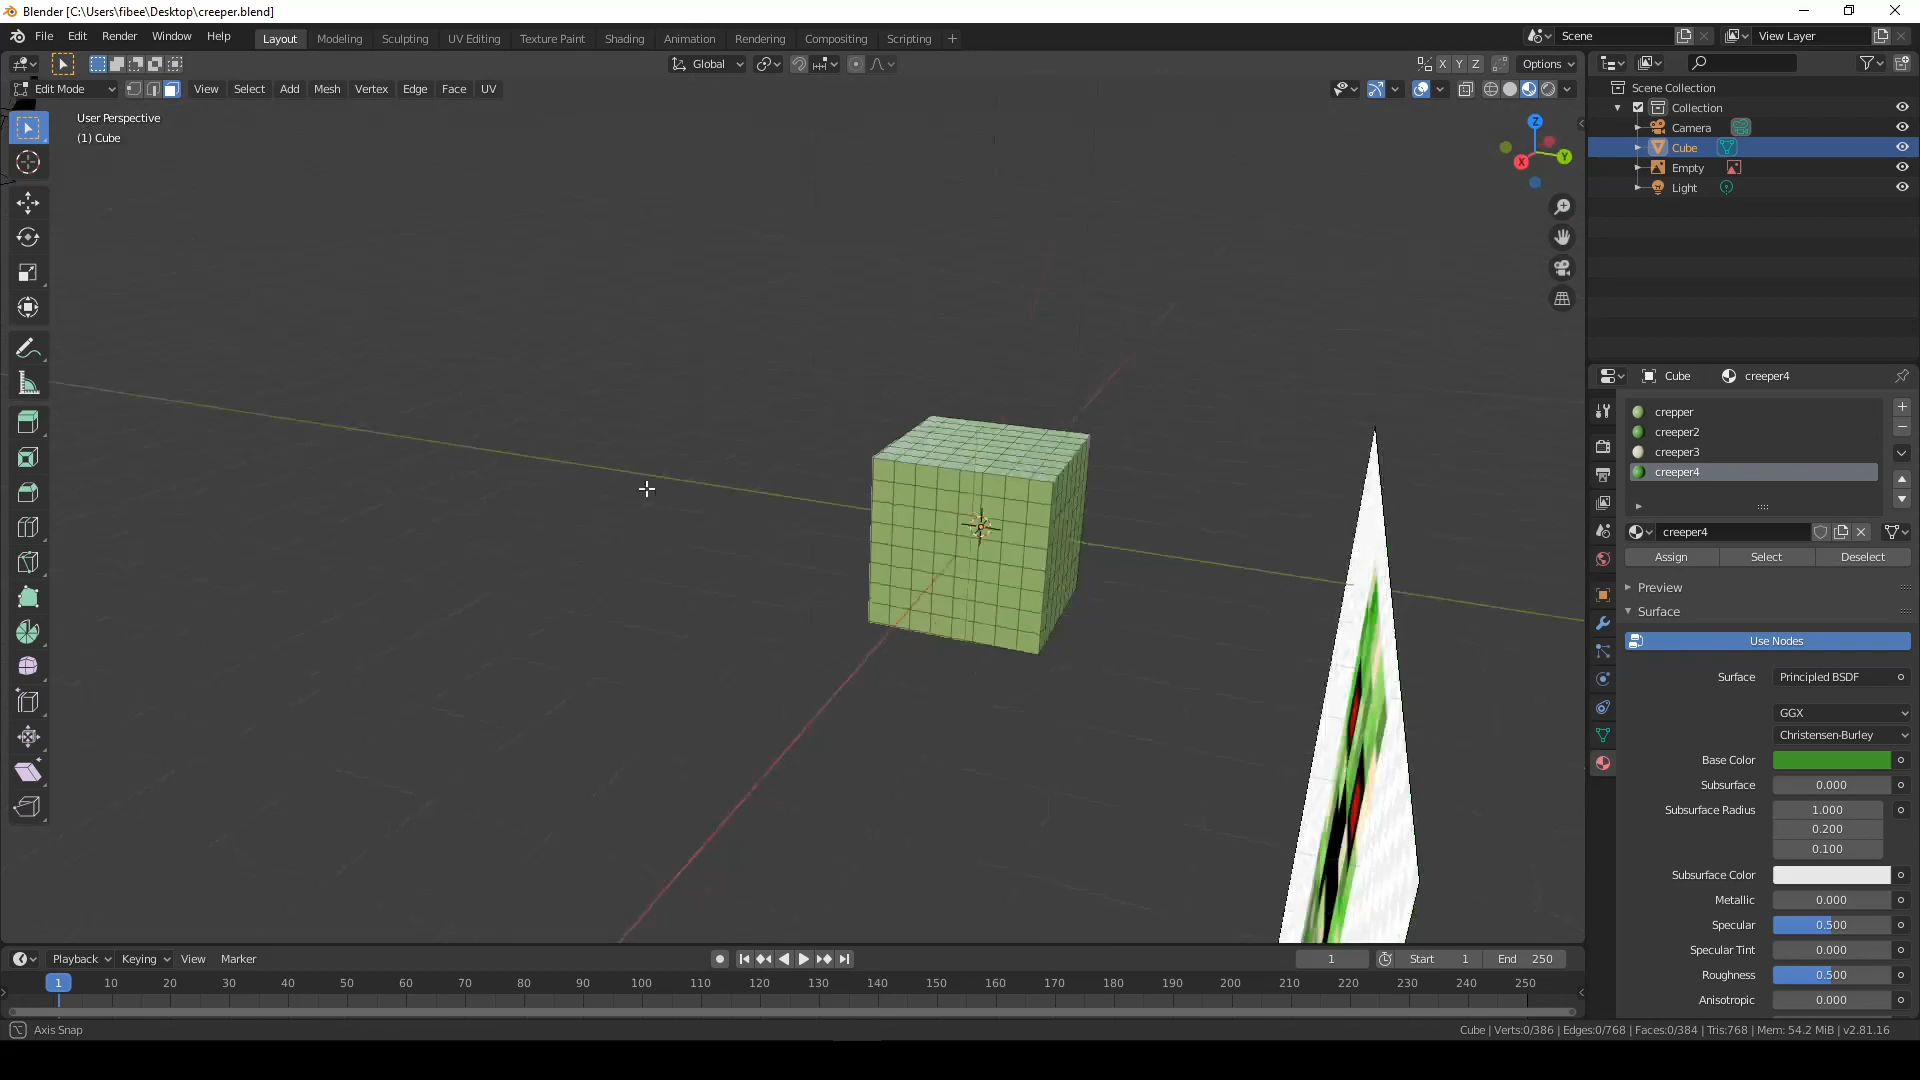 Blender [C:\Users\fibee\Desktop\creeper.blend]
File Edit Render Window Help
Layout Modeling Sculpting UV Editing Texture Paint Shading Animation Rendering Compositing Scripting +
Scene
View Layer
Global
X Y Z
Options
Edit Mode
View Select Add Mesh Vertex Edge Face UV
User Perspective
(1) Cube
Z
X
Y
Scene Collection
Collection
Camera
Cube
Empty
Light
Cube
creeper4
crepper
creeper2
creeper3
creeper4
creeper4
Assign
Select
Deselect
Preview
Surface
Use Nodes
Surface
Principled BSDF
GGX
Christensen-Burley
Base Color
Subsurface
0.000
Subsurface Radius
1.000
0.200
0.100
Subsurface Color
Metallic
0.000
Specular
0.500
Specular Tint
0.000
Roughness
0.500
Anisotropic
0.000
Playback Keying View Marker
1
Start 1
End 250
1 10 20 30 40 50 60 70 80 90 100 110 120 130 140 150 160 170 180 190 200 210 220 230 240 250
Axis Snap
Cube | Verts:0/386 | Edges:0/768 | Faces:0/384 | Tris:768 | Mem: 54.2 MiB | v2.81.16